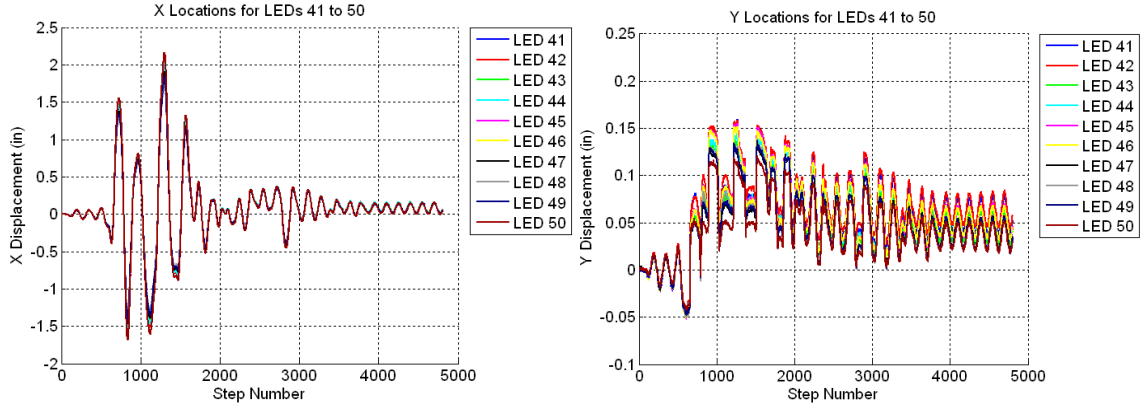 X Locations for LEDs 41 to 50
X Displacement (in)
2.5
2
1.5
1
0.5
0
-0.5
-1
-1.5
-2
0 1000 2000 3000 4000 5000
Step Number
LED 41
LED 42
LED 43
LED 44
LED 45
LED 46
LED 47
LED 48
LED 49
LED 50
Y Locations for LEDs 41 to 50
Y Displacement (in)
0.25
0.2
0.15
0.1
0.05
0
-0.05
-0.1
0 1000 2000 3000 4000 5000
Step Number
LED 41
LED 42
LED 43
LED 44
LED 45
LED 46
LED 47
LED 48
LED 49
LED 50